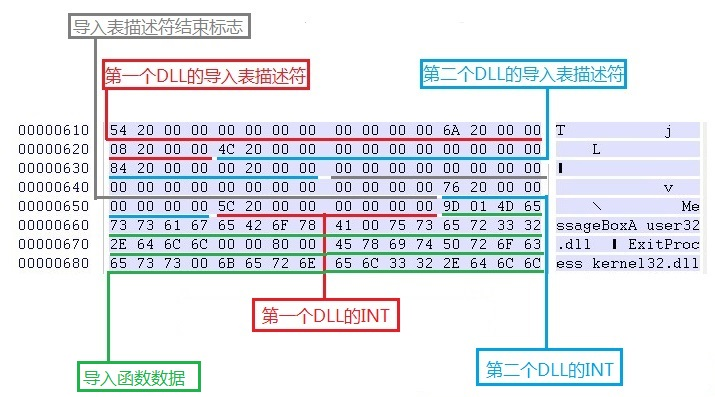 导入表描述符结束标志
第一个DLL的导入表描述符
第二个DLL的导入表描述符
00000610 54 20 00 00 00 00 00 00 00 00 00 00 6A 20 00 00 T j
00000620 08 20 00 00 4C 20 00 00 00 00 00 00 00 00 00 00 L
00000630 84 20 00 00 00 20 00 00 00 00 00 00 00 00 00 00
00000640 00 00 00 00 00 00 00 00 00 00 00 00 76 20 00 00 v
00000650 00 00 00 00 5C 20 00 00 00 00 00 00 9D 01 4D 65 \ Me
00000660 73 73 61 67 65 42 6F 78 41 00 75 73 65 72 33 32 ssageBoxA user32
00000670 2E 64 6C 6C 00 00 80 00 45 78 69 74 50 72 6F 63 .dll ExitProc
00000680 65 73 73 00 6B 65 72 6E 65 6C 33 32 2E 64 6C 6C ess kernel32.dll
第一个DLL的INT
导入函数数据
第二个DLL的INT